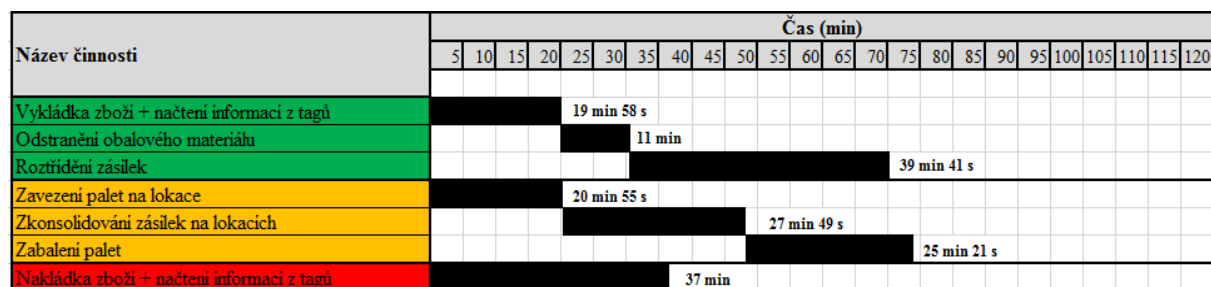 Čas (min)
Název činnosti
5 10 15 20 25 30 35 40 45 50 55 60 65 70 75 80 85 90 95 100 105 110 115 120
Vykládka zboží + načtení informací z tagů 19 min 58 s
Odstranění obalového materiálu 11 min
Roztřídění zásilek 39 min 41 s
Zavezení palet na lokace 20 min 55 s
Zkonsolidování zásilek na lokacích 27 min 49 s
Zabalení palet 25 min 21 s
Nakládka zboží + načtení informací z tagů 37 min